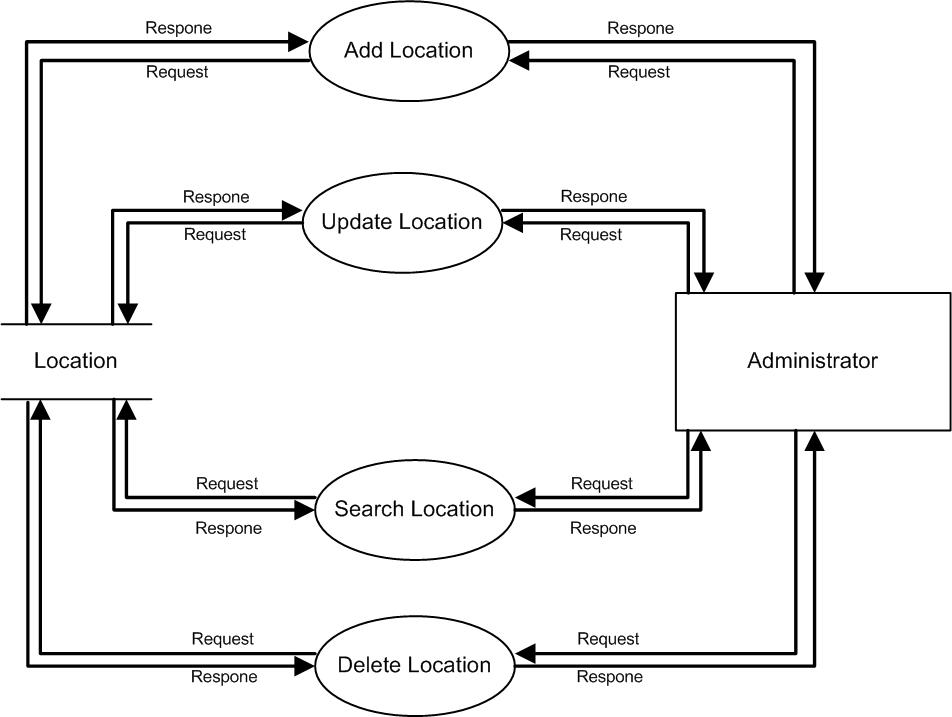 Respone
Respone
Add Location
Request
Request
Respone
Respone
Update Location
Request
Request
Location
Administrator
Request
Request
Search Location
Respone
Respone
Request
Request
Delete Location
Respone
Respone